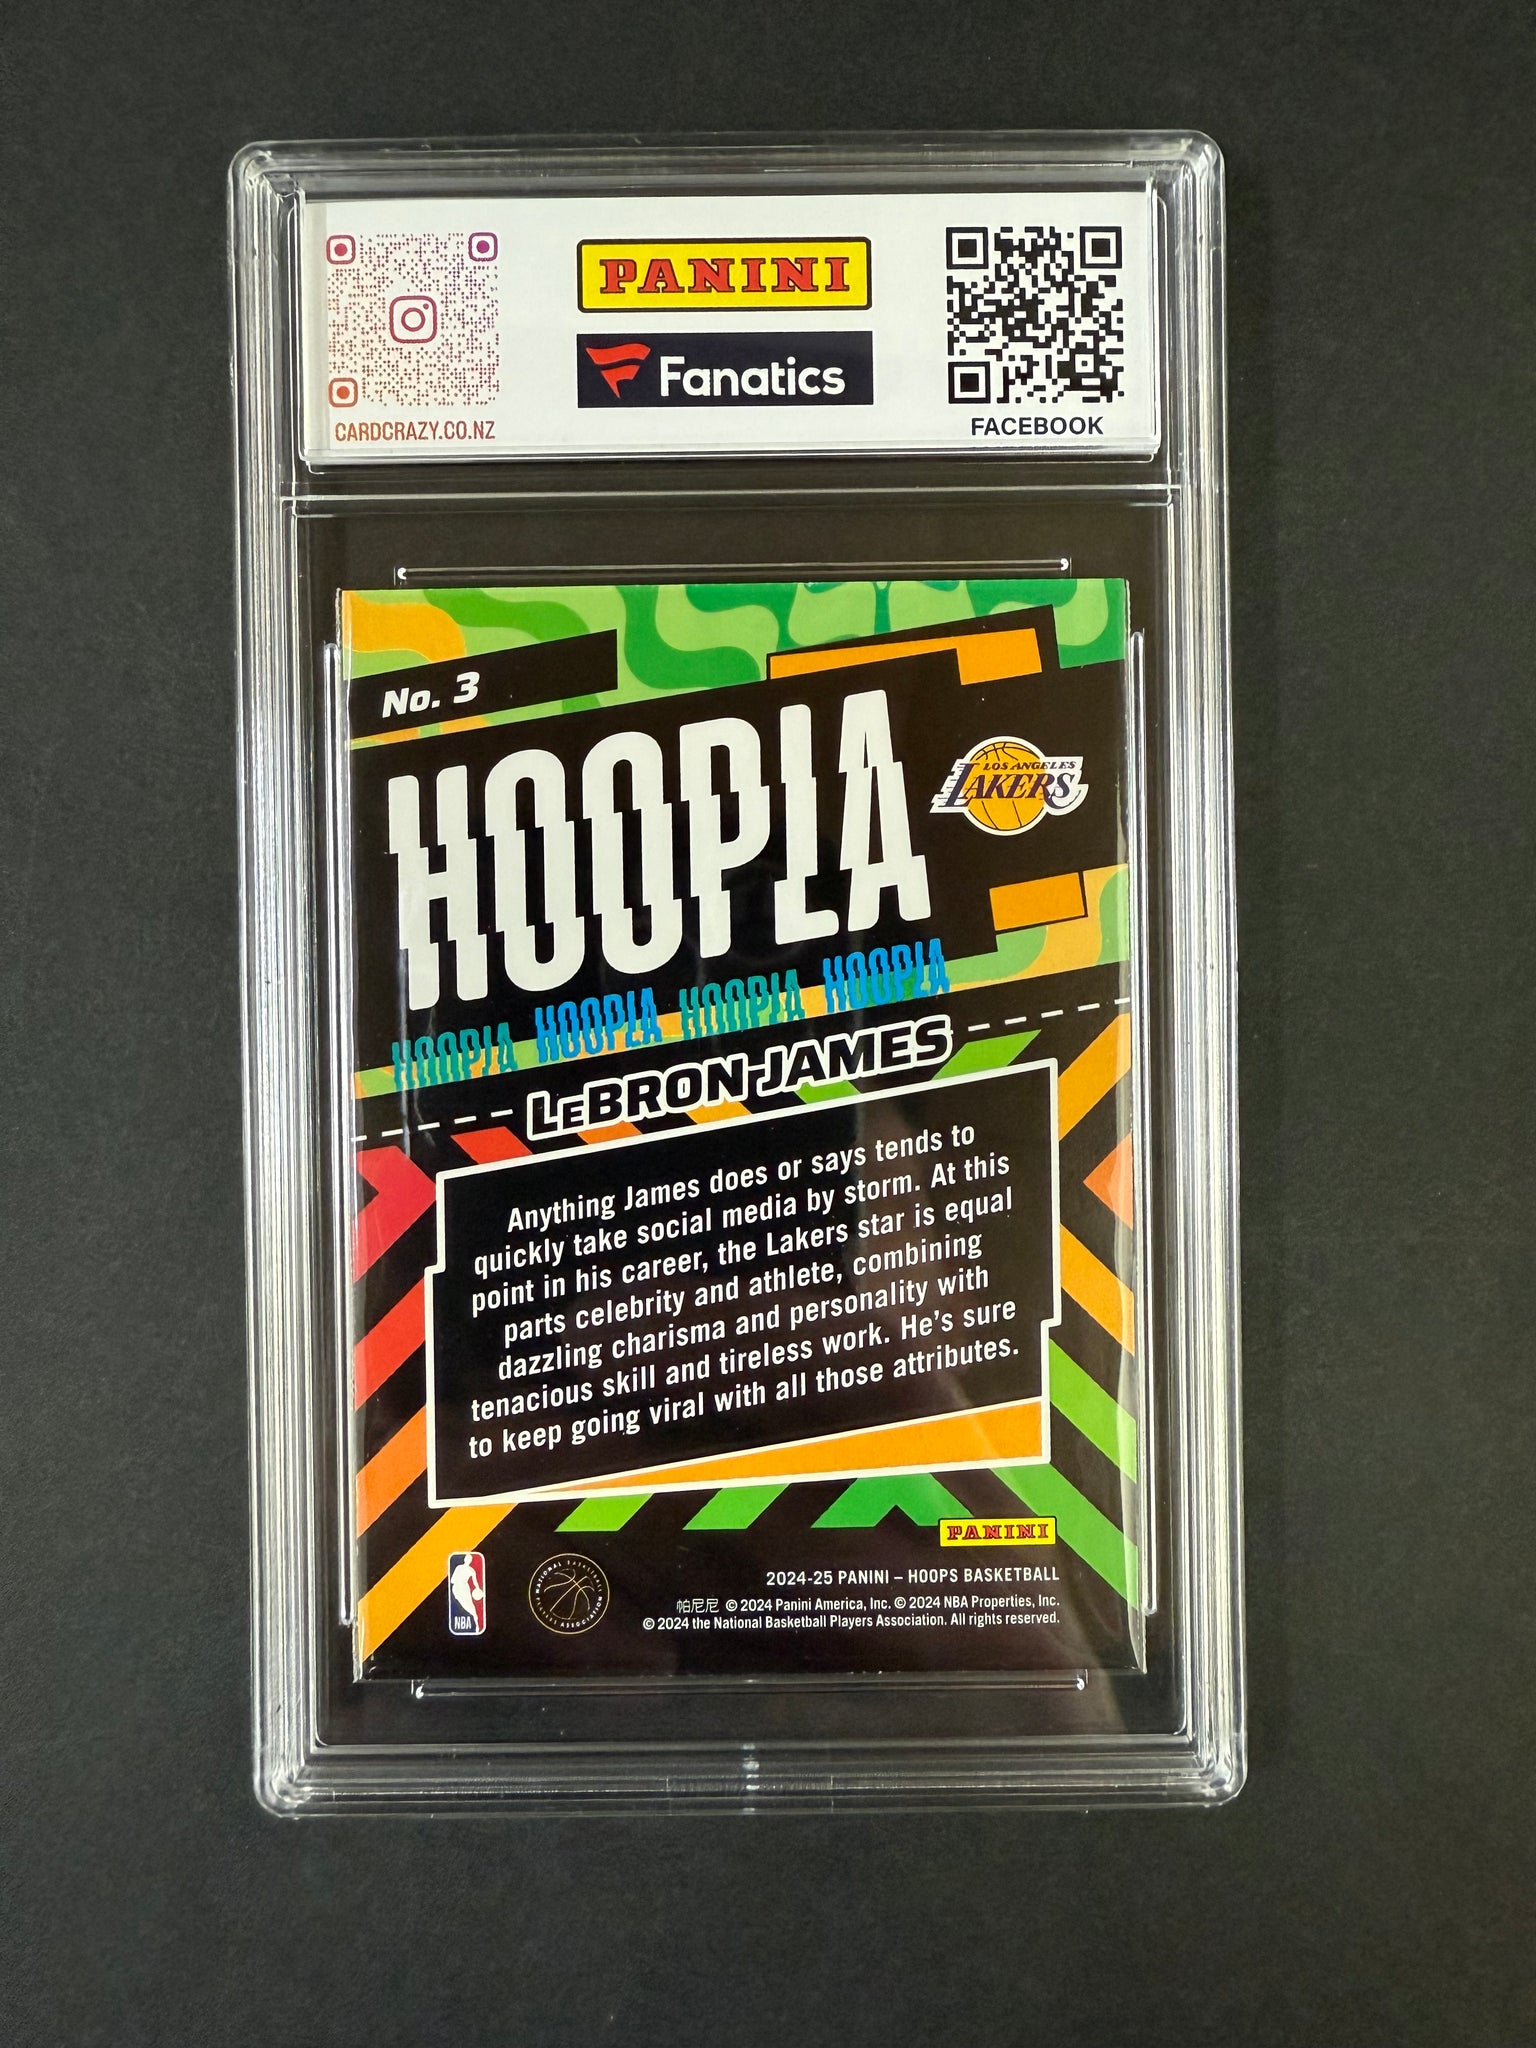 PANINI
Fanatics
CARDCRAZY.CO.NZ
FACEBOOK
No. 3
HOOPLA
LOS ANGELES
LAKERS
HOOPLA HOOPLA HOOPLA HOOPLA
LeBRON JAMES
Anything James does or says tends to
quickly take social media by storm. At this
point in his career, the Lakers star is equal
parts celebrity and athlete, combining
dazzling charisma and personality with
tenacious skill and tireless work. He's sure
to keep going viral with all those attributes.
PANINI
2024-25 PANINI – HOOPS BASKETBALL
帕尼尼 © 2024 Panini America, Inc. © 2024 NBA Properties, Inc.
© 2024 the National Basketball Players Association. All rights reserved.
NBA
NATIONAL BASKETBALL PLAYERS ASSOCIATION